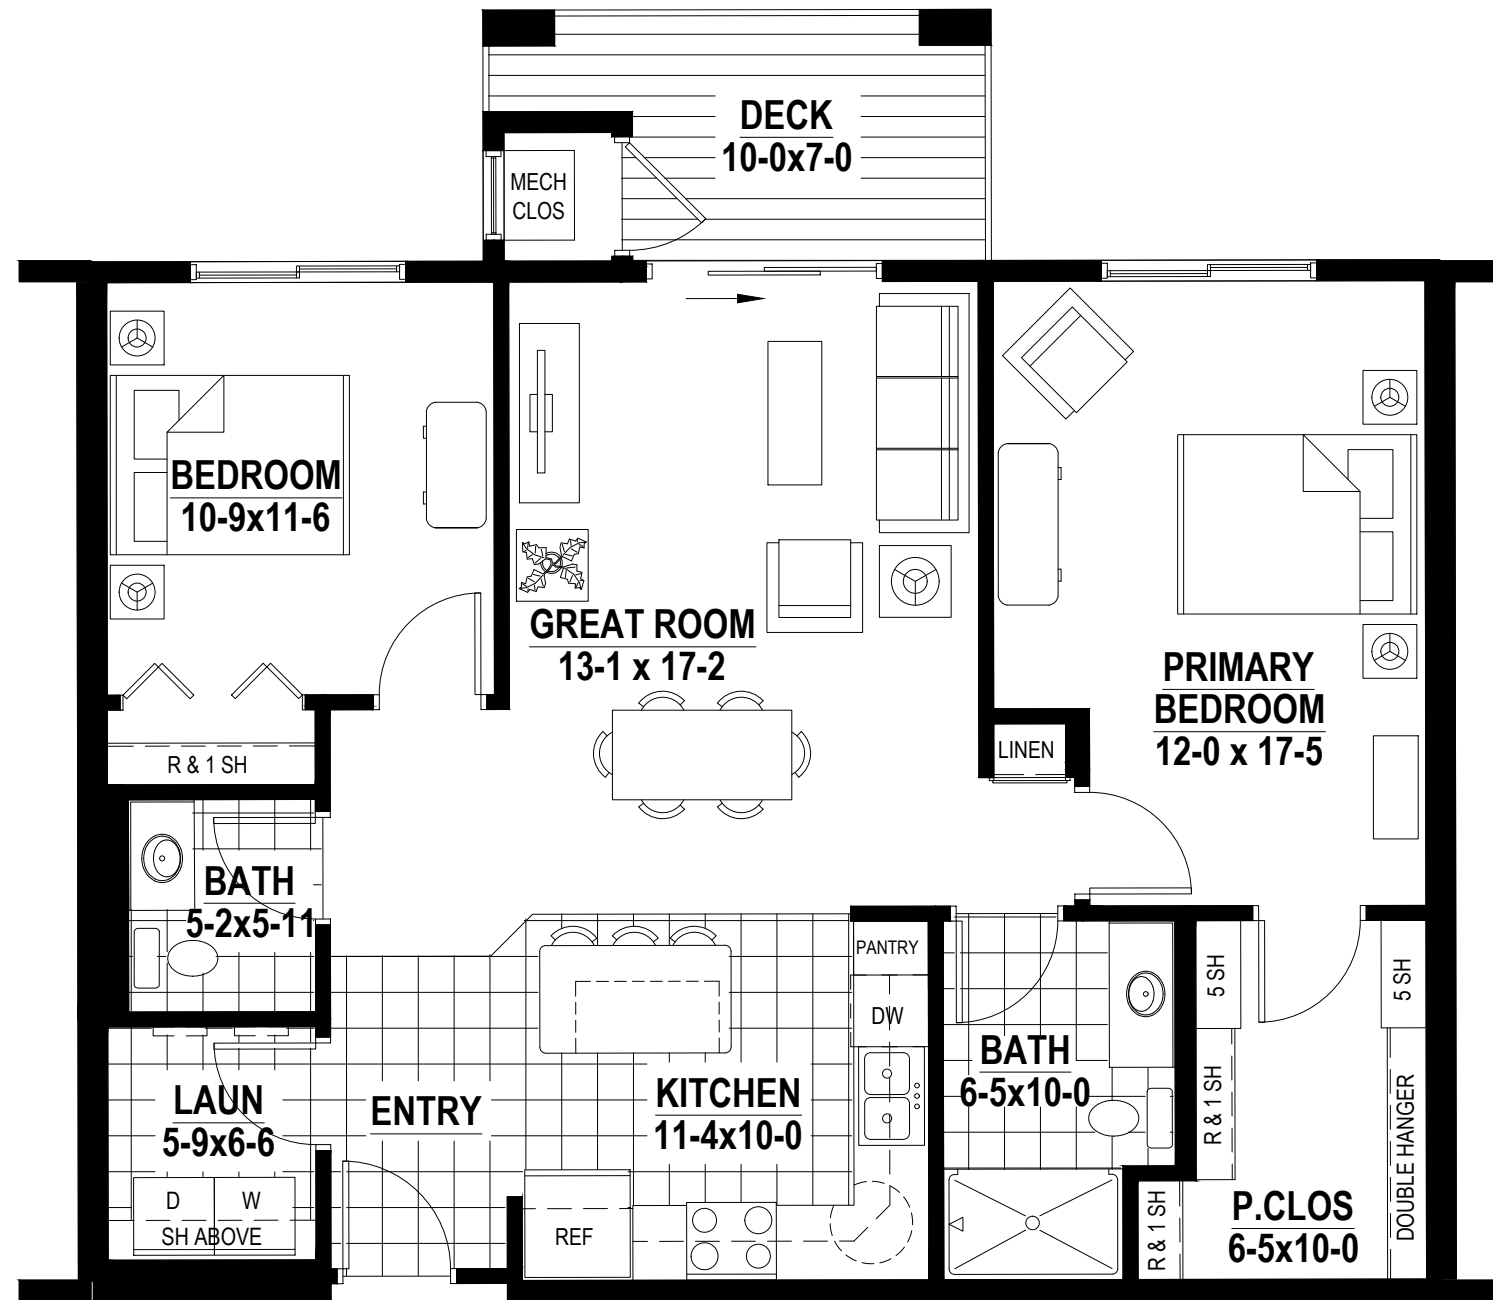 DECK
10-0x7-0
MECH
CLOS
BEDROOM
10-9x11-6
GREAT ROOM
13-1 x 17-2
PRIMARY
BEDROOM
12-0 x 17-5
R & 1 SH
LINEN
BATH
5-2x5-11
PANTRY
DW
5 SH
5 SH
BATH
6-5x10-0
LAUN
5-9x6-6
ENTRY
KITCHEN
11-4x10-0
R & 1 SH
DOUBLE HANGER
D
W
SH ABOVE
REF
R & 1 SH
P.CLOS
6-5x10-0